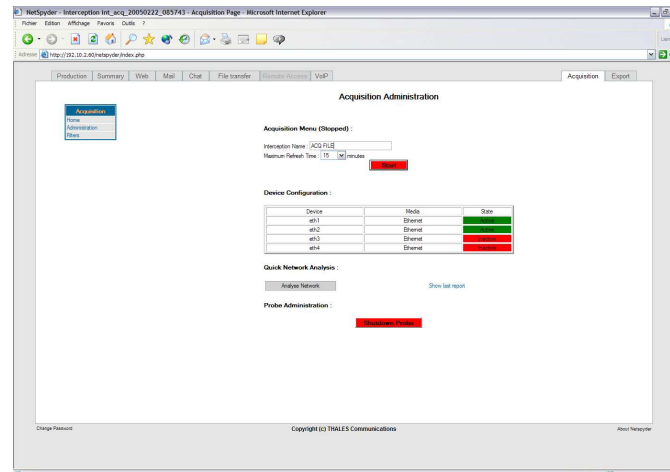 NetSpyder - Interception int_acq_20050222_085743 - Acquisition Page - Microsoft Internet Explorer
Fichier Edition Affichage Favoris Outils ?
Adresse http://192.10.2.60/netspyder/index.php
Production Summary Web Mail Chat File transfer Remote Access VoIP Acquisition Export
Acquisition Administration
Acquisition
Home
Administration
Filters
Acquisition Menu (Stopped) :
Interception Name : ACQ FILE
Maximum Refresh Time : 15 minutes
Start
Device Configuration :
Device Media State
eth1 Ethernet Active
eth2 Ethernet Active
eth3 Ethernet Inactive
eth4 Ethernet Inactive
Quick Network Analysis :
Analyse Network Show last report
Probe Administration :
Shutdown Probe
Change Password Copyright (c) THALES Communications About Netspyder